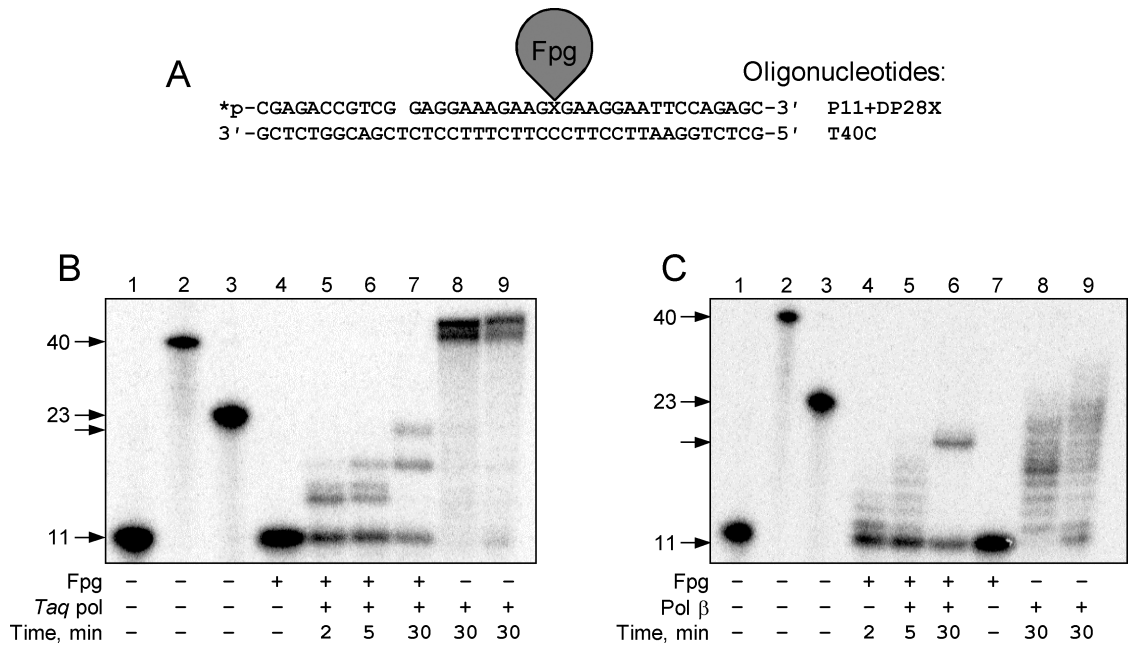 Fpg
A
Oligonucleotides:
*p-CGAGACCGTCG GAGGAAAGAAGXGAAGGAATTCCAGAGC-3′ P11+DP28X
3′-GCTCTGGCAGCTCTCCTTTCTTCCCTTCCTTAAGGTCTCG-5′ T40C
B
1 2 3 4 5 6 7 8 9
40
23
11
Fpg − − − + + + + − −
Taq pol − − − − + + + + +
Time, min − − − − 2 5 30 30 30
C
1 2 3 4 5 6 7 8 9
40
23
11
Fpg − − − + + + + − −
Pol β − − − + + + − + +
Time, min − − − 2 5 30 − 30 30